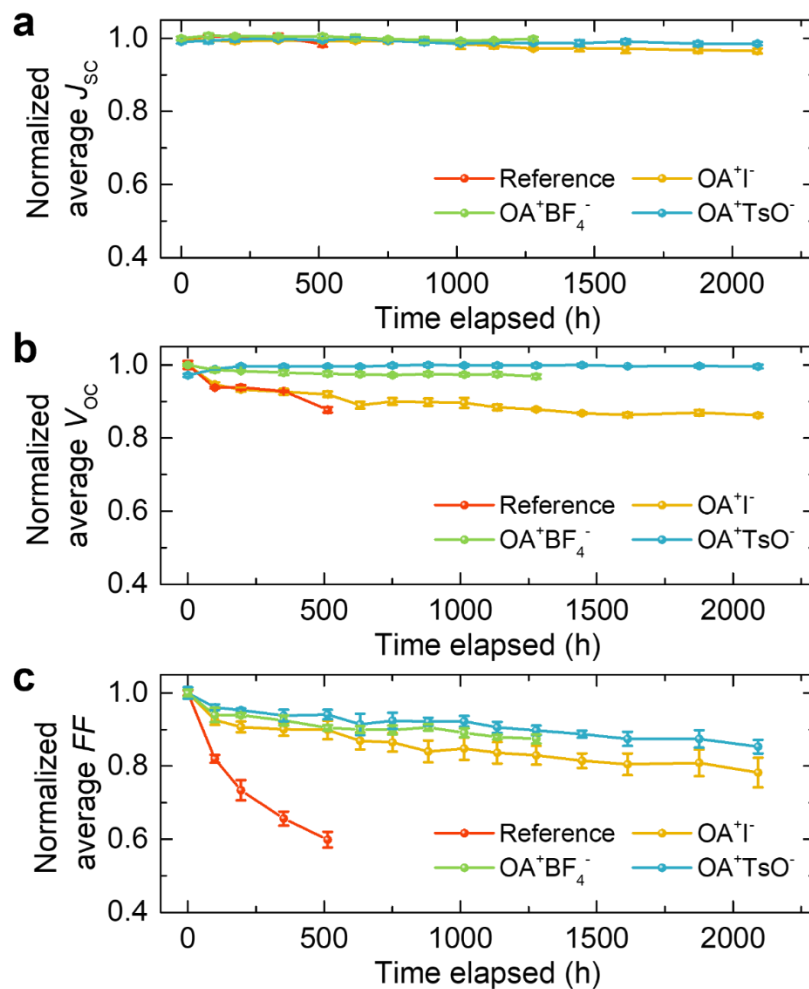 a
Normalized
average J_SC
1.0
0.8
0.6
0.4
Reference OA⁺I⁻
OA⁺BF₄⁻ OA⁺TsO⁻
0 500 1000 1500 2000
Time elapsed (h)
b
Normalized
average V_OC
1.0
0.8
0.6
0.4
Reference OA⁺I⁻
OA⁺BF₄⁻ OA⁺TsO⁻
0 500 1000 1500 2000
Time elapsed (h)
c
Normalized
average FF
1.0
0.8
0.6
0.4
Reference OA⁺I⁻
OA⁺BF₄⁻ OA⁺TsO⁻
0 500 1000 1500 2000
Time elapsed (h)